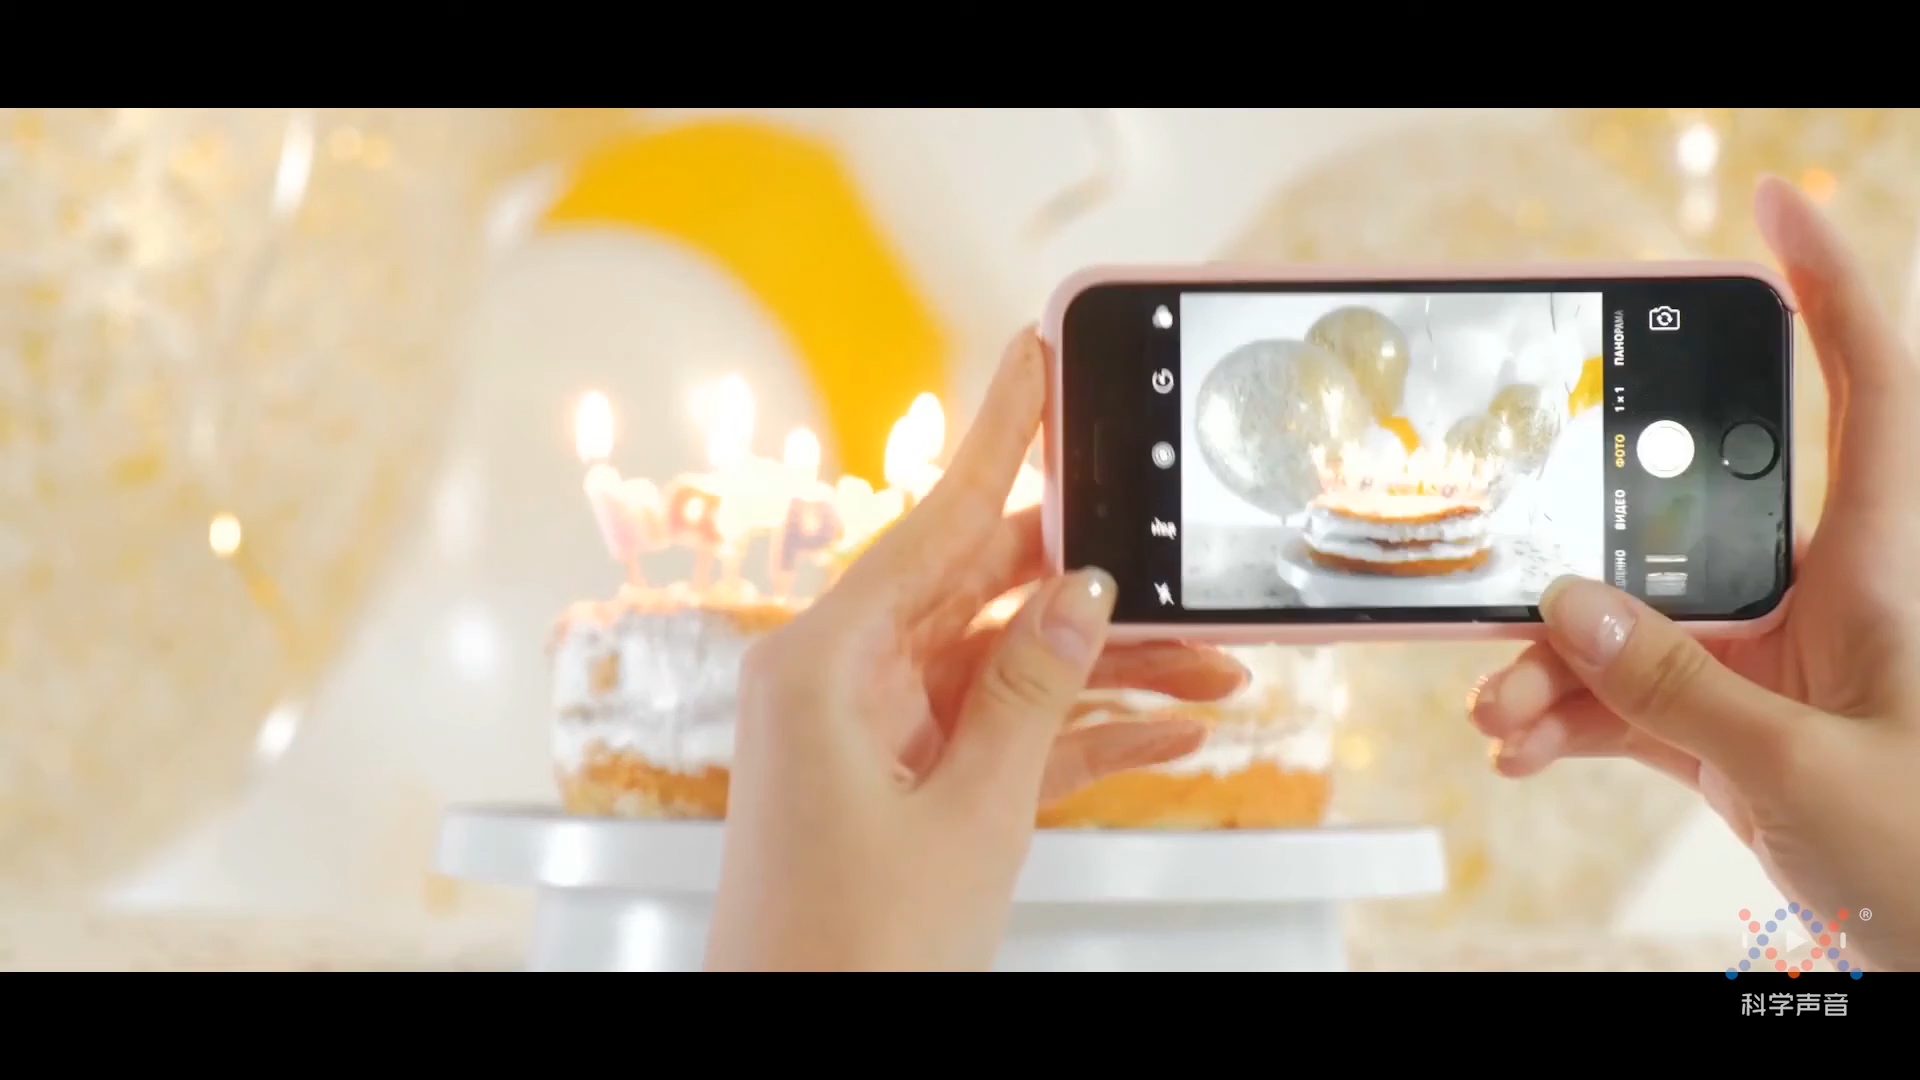 ПАНОРАМА
1×1
ФОТО
ВИДЕО
®
科学声音